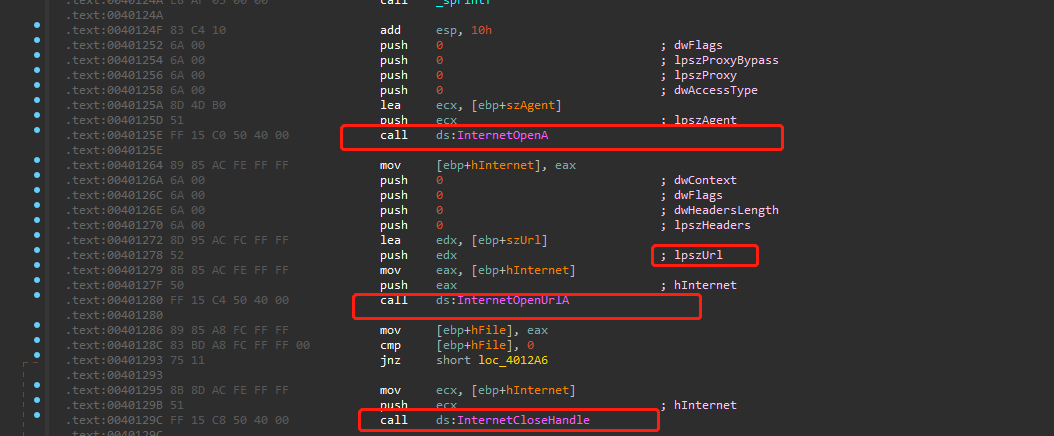 .text:0040124A E8 AF 05 00 00 call _sprintf
.text:0040124A
.text:0040124F 83 C4 10 add esp, 10h
.text:00401252 6A 00 push 0 ; dwFlags
.text:00401254 6A 00 push 0 ; lpszProxyBypass
.text:00401256 6A 00 push 0 ; lpszProxy
.text:00401258 6A 00 push 0 ; dwAccessType
.text:0040125A 8D 4D B0 lea ecx, [ebp+szAgent]
.text:0040125D 51 push ecx ; lpszAgent
.text:0040125E FF 15 C0 50 40 00 call ds:InternetOpenA
.text:0040125E
.text:00401264 89 85 AC FE FF FF mov [ebp+hInternet], eax
.text:0040126A 6A 00 push 0 ; dwContext
.text:0040126C 6A 00 push 0 ; dwFlags
.text:0040126E 6A 00 push 0 ; dwHeadersLength
.text:00401270 6A 00 push 0 ; lpszHeaders
.text:00401272 8D 95 AC FC FF FF lea edx, [ebp+szUrl]
.text:00401278 52 push edx ; lpszUrl
.text:00401279 8B 85 AC FE FF FF mov eax, [ebp+hInternet]
.text:0040127F 50 push eax ; hInternet
.text:00401280 FF 15 C4 50 40 00 call ds:InternetOpenUrlA
.text:00401280
.text:00401286 89 85 A8 FC FF FF mov [ebp+hFile], eax
.text:0040128C 83 BD A8 FC FF FF 00 cmp [ebp+hFile], 0
.text:00401293 75 11 jnz short loc_4012A6
.text:00401293
.text:00401295 8B 8D AC FE FF FF mov ecx, [ebp+hInternet]
.text:0040129B 51 push ecx ; hInternet
.text:0040129C FF 15 C8 50 40 00 call ds:InternetCloseHandle
.text:0040129C